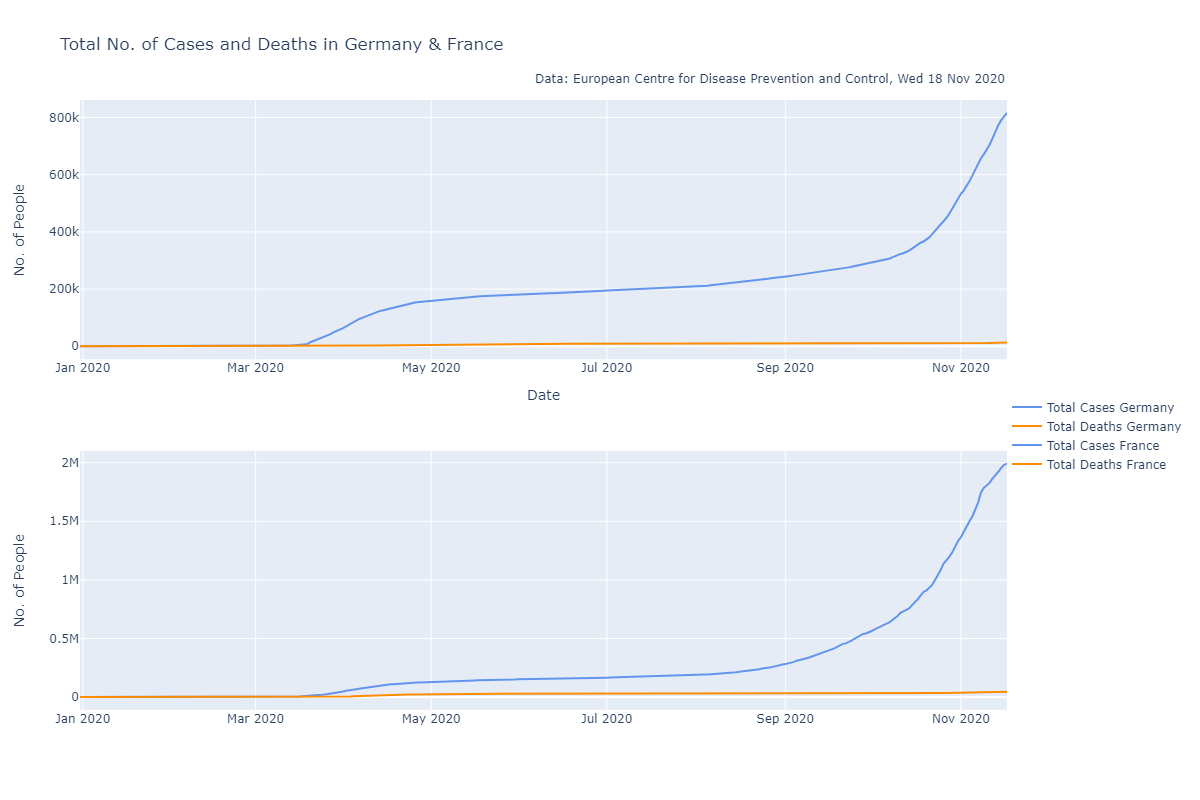 Total No. of Cases and Deaths in Germany & France
Data: European Centre for Disease Prevention and Control, Wed 18 Nov 2020
800k
600k
400k
200k
0
No. of People
Jan 2020 Mar 2020 May 2020 Jul 2020 Sep 2020 Nov 2020
Date
Total Cases Germany
Total Deaths Germany
Total Cases France
Total Deaths France
2M
1.5M
1M
0.5M
0
No. of People
Jan 2020 Mar 2020 May 2020 Jul 2020 Sep 2020 Nov 2020